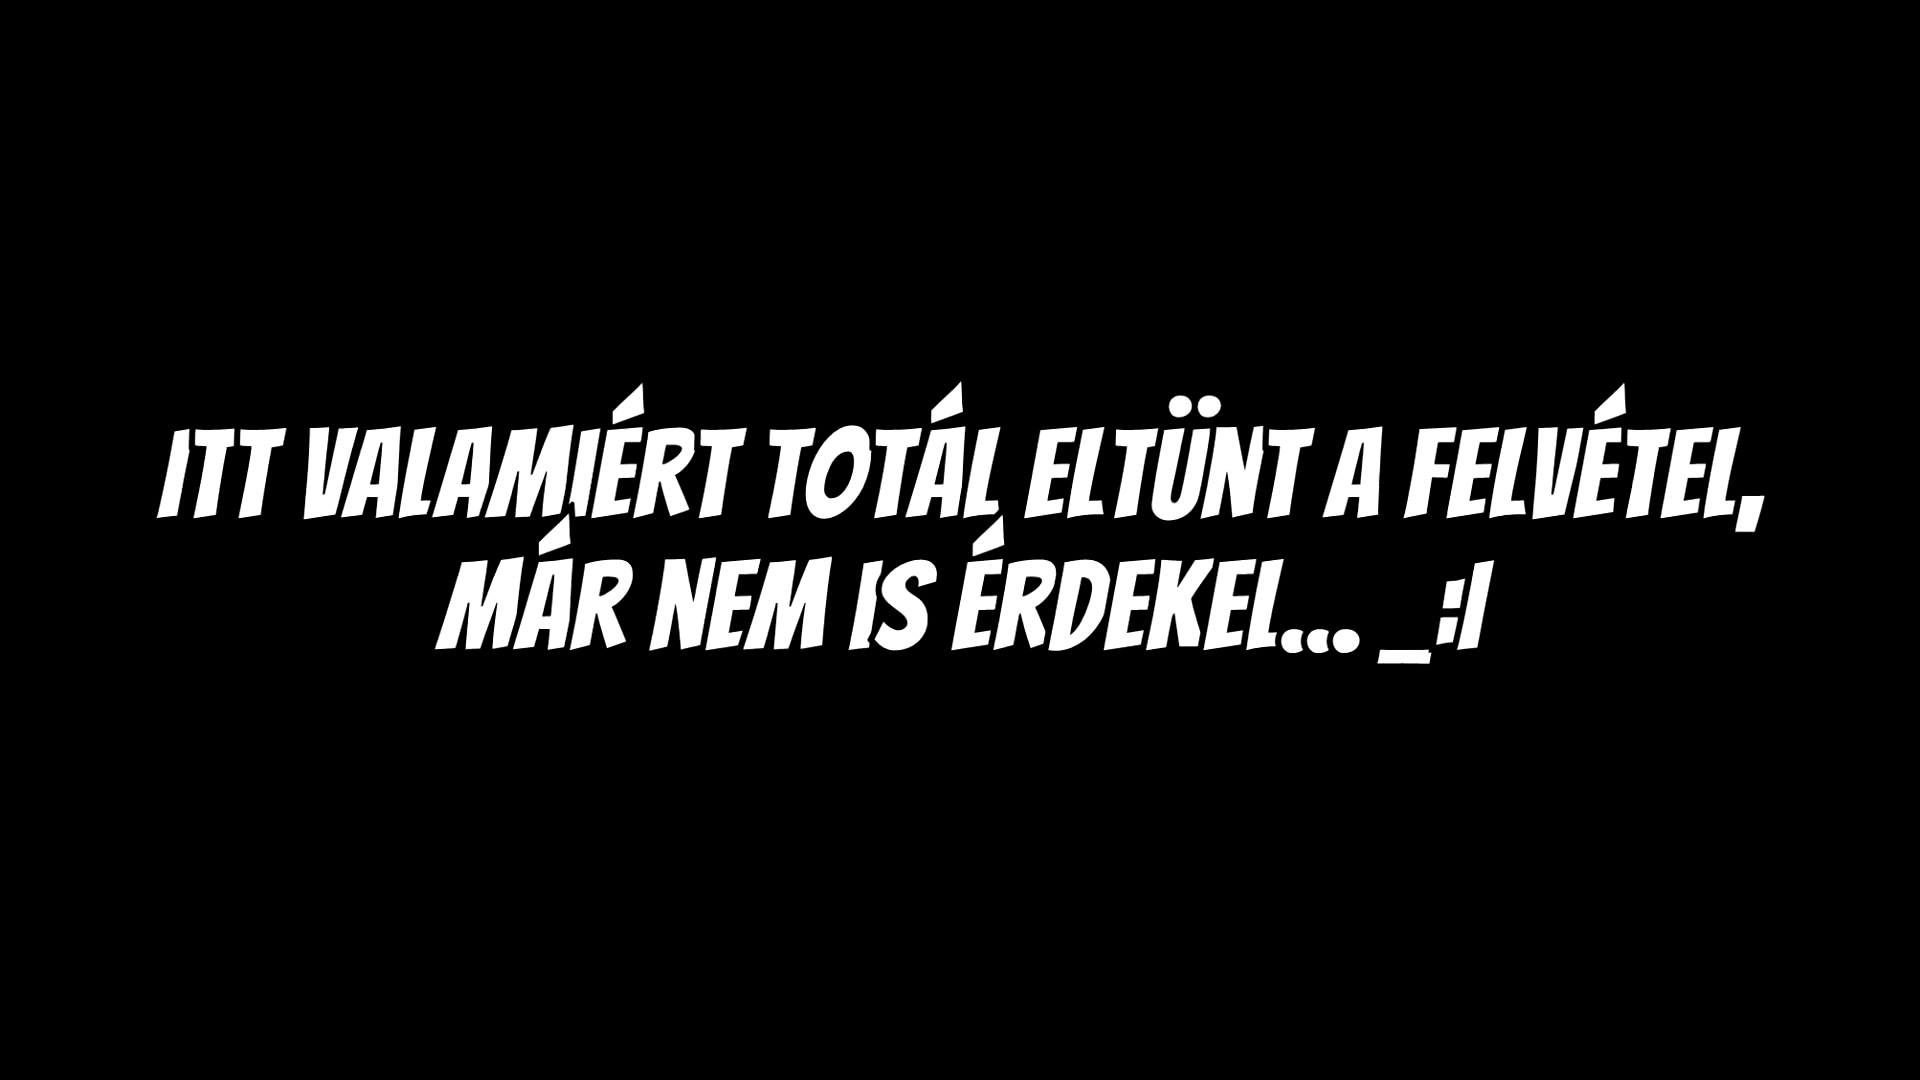 ITT VALAMIÉRT TOTÁL ELTÜNT A FELVÉTEL,
MÁR NEM IS ÉRDEKEL... _:I